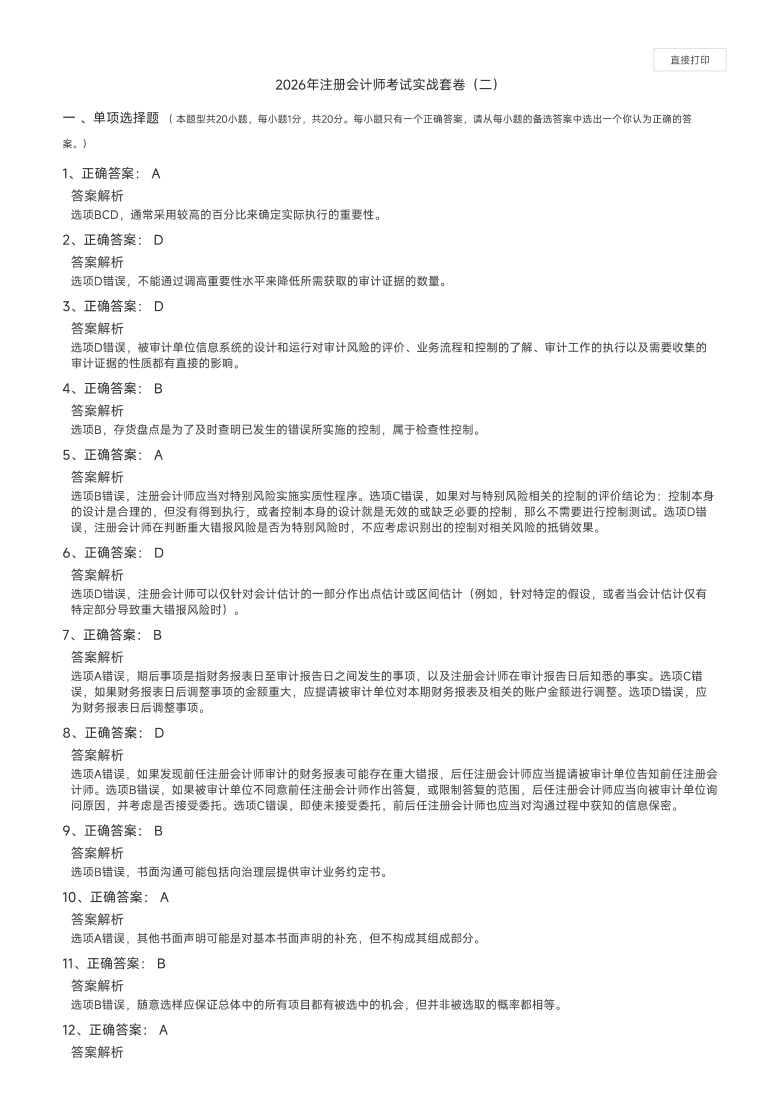 直接打印
2026年注册会计师考试实战套卷（二）
一 、单项选择题 （ 本题型共20小题，每小题1分，共20分。每小题只有一个正确答案，请从每小题的备选答案中选出一个你认为正确的答
案。）
1、正确答案： A
答案解析
选项BCD，通常采用较高的百分比来确定实际执行的重要性。
2、正确答案： D
答案解析
选项D错误，不能通过调高重要性水平来降低所需获取的审计证据的数量。
3、正确答案： D
答案解析
选项D错误，被审计单位信息系统的设计和运行对审计风险的评价、业务流程和控制的了解、审计工作的执行以及需要收集的
审计证据的性质都有直接的影响。
4、正确答案： B
答案解析
选项B，存货盘点是为了及时查明已发生的错误所实施的控制，属于检查性控制。
5、正确答案： A
答案解析
选项B错误，注册会计师应当对特别风险实施实质性程序。选项C错误，如果对与特别风险相关的控制的评价结论为：控制本身
的设计是合理的，但没有得到执行，或者控制本身的设计就是无效的或缺乏必要的控制，那么不需要进行控制测试。选项D错
误，注册会计师在判断重大错报风险是否为特别风险时，不应考虑识别出的控制对相关风险的抵销效果。
6、正确答案： D
答案解析
选项D错误，注册会计师可以仅针对会计估计的一部分作出点估计或区间估计（例如，针对特定的假设，或者当会计估计仅有
特定部分导致重大错报风险时）。
7、正确答案： B
答案解析
选项A错误，期后事项是指财务报表日至审计报告日之间发生的事项，以及注册会计师在审计报告日后知悉的事实。选项C错
误，如果财务报表日后调整事项的金额重大，应提请被审计单位对本期财务报表及相关的账户金额进行调整。选项D错误，应
为财务报表日后调整事项。
8、正确答案： D
答案解析
选项A错误，如果发现前任注册会计师审计的财务报表可能存在重大错报，后任注册会计师应当提请被审计单位告知前任注册会
计师。选项B错误，如果被审计单位不同意前任注册会计师作出答复，或限制答复的范围，后任注册会计师应当向被审计单位询
问原因，并考虑是否接受委托。选项C错误，即使未接受委托，前后任注册会计师也应当对沟通过程中获知的信息保密。
9、正确答案： B
答案解析
选项B错误，书面沟通可能包括向治理层提供审计业务约定书。
10、正确答案： A
答案解析
选项A错误，其他书面声明可能是对基本书面声明的补充，但不构成其组成部分。
11、正确答案： B
答案解析
选项B错误，随意选样应保证总体中的所有项目都有被选中的机会，但并非被选取的概率都相等。
12、正确答案： A
答案解析